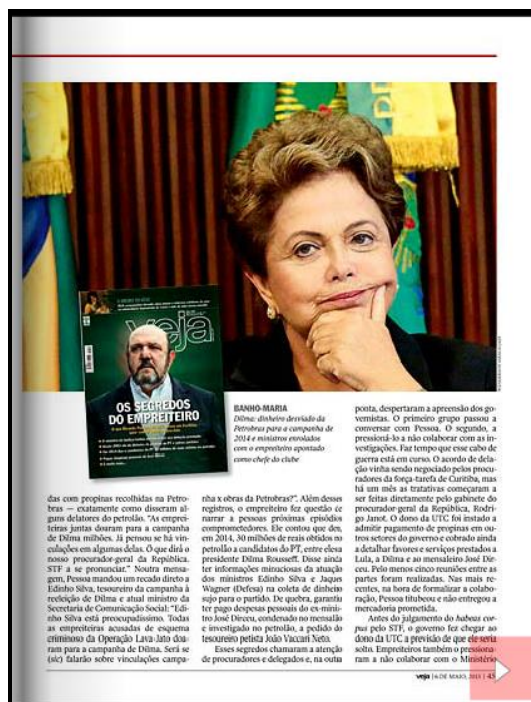 veja
OS SEGREDOS
DO EMPREITEIRO
BANHO-MARIA
Dilma: dinheiro desviado da
Petrobras para a campanha de
2014 e ministros enrolados
com o empreiteiro apontado
como chefe do clube
das com propinas recolhidas na Petro-
bras — exatamente como disseram al-
guns delatores do petrolão. "As emprei-
teiras juntas doaram para a campanha
de Dilma milhões. Já pensou se há vin-
culações em algumas delas. O que dirá o
nosso procurador-geral da República.
STF a se pronunciar." Noutra mensa-
gem, Pessoa mandou um recado direto a
Edinho Silva, tesoureiro da campanha à
reeleição de Dilma e atual ministro da
Secretaria de Comunicação Social: "Edi-
nho Silva está preocupadíssimo. Todas
as empreiteiras acusadas de esquema
criminoso da Operação Lava-Jato doa-
ram para a campanha de Dilma. Será se
(sic) falarão sobre vinculações campa-
nha x obras da Petrobras?". Além desses
registros, o empreiteiro fez questão de
narrar a pessoas próximas episódios
comprometedores. Ele contou que deu,
em 2014, 30 milhões de reais obtidos no
petrolão a candidatos do PT, entre eles a
presidente Dilma Rousseff. Disse ainda
ter informações minuciosas da atuação
dos ministros Edinho Silva e Jaques
Wagner (Defesa) na coleta de dinheiro
sujo para o partido. De quebra, garantiu
ter pago despesas pessoais do ex-minis-
tro José Dirceu, condenado no mensalão
e investigado no petrolão, a pedido do
tesoureiro petista João Vaccari Neto.
Esses segredos chamaram a atenção
de procuradores e delegados e, na outra
ponta, despertaram a apreensão dos go-
vernistas. O primeiro grupo passou a
conversar com Pessoa. O segundo, a
pressioná-lo a não colaborar com as in-
vestigações. Faz tempo que esse cabo de
guerra está em curso. O acordo de dela-
ção vinha sendo negociado pelos procu-
radores da força-tarefa de Curitiba, mas
há um mês as tratativas começaram a
ser feitas diretamente pelo gabinete do
procurador-geral da República, Rodri-
go Janot. O dono da UTC foi instado a
admitir pagamento de propinas em ou-
tros setores do governo e cobrado ainda
a detalhar favores e serviços prestados a
Lula, a Dilma e ao mensaleiro José Dir-
ceu. Pelo menos cinco reuniões entre as
partes foram realizadas. Nas mais re-
centes, na hora de formalizar a colabo-
ração, Pessoa titubeou e não entregou a
mercadoria prometida.
Antes do julgamento do habeas cor-
pus pelo STF, o governo fez chegar ao
dono da UTC a previsão de que ele seria
solto. Empreiteiros também o pressiona-
ram a não colaborar com o Ministério
veja | 6 DE MAIO, 2015 | 45